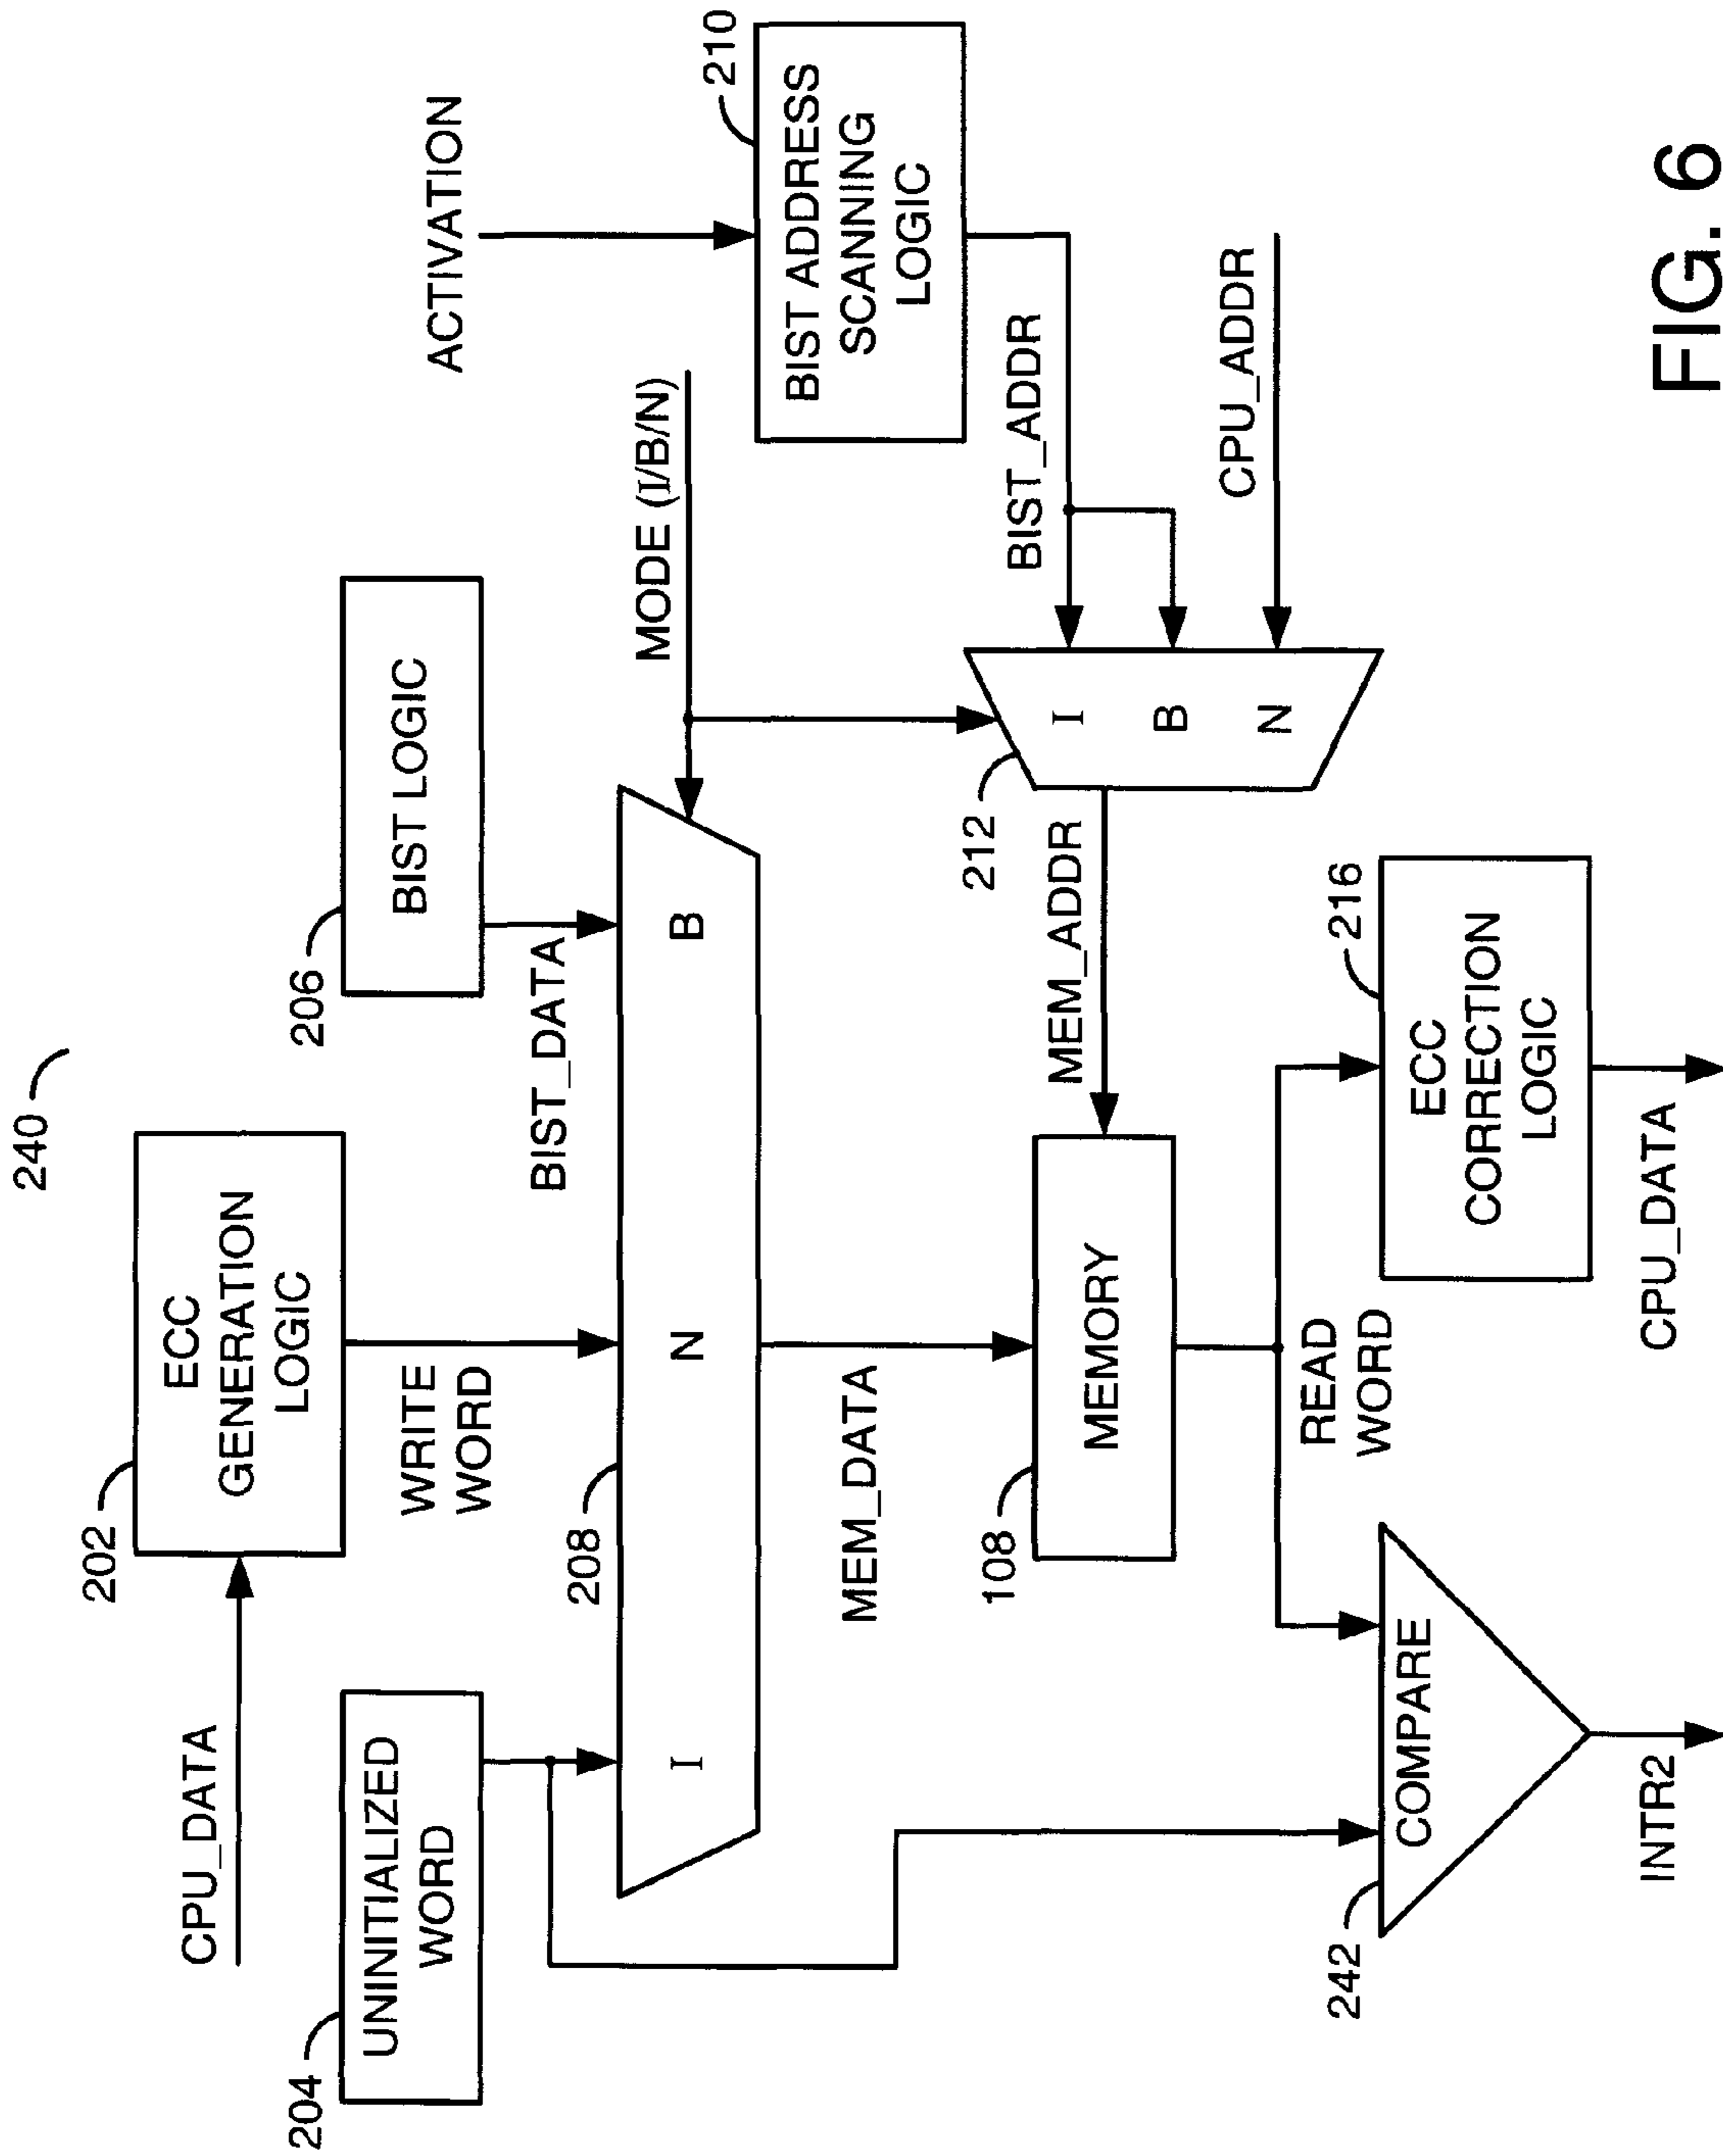 240
CPU_DATA
202
ECC
GENERATION
LOGIC
204
UNINITIALIZED
WORD
WRITE
WORD
206
BIST LOGIC
BIST_DATA
ACTIVATION
208
I
N
B
MODE (I/B/N)
210
BIST ADDRESS
SCANNING
LOGIC
MEM_DATA
212
I
B
N
BIST_ADDR
CPU_ADDR
MEM_ADDR
108
MEMORY
READ
WORD
242
COMPARE
INTR2
216
ECC
CORRECTION
LOGIC
CPU_DATA
FIG. 6